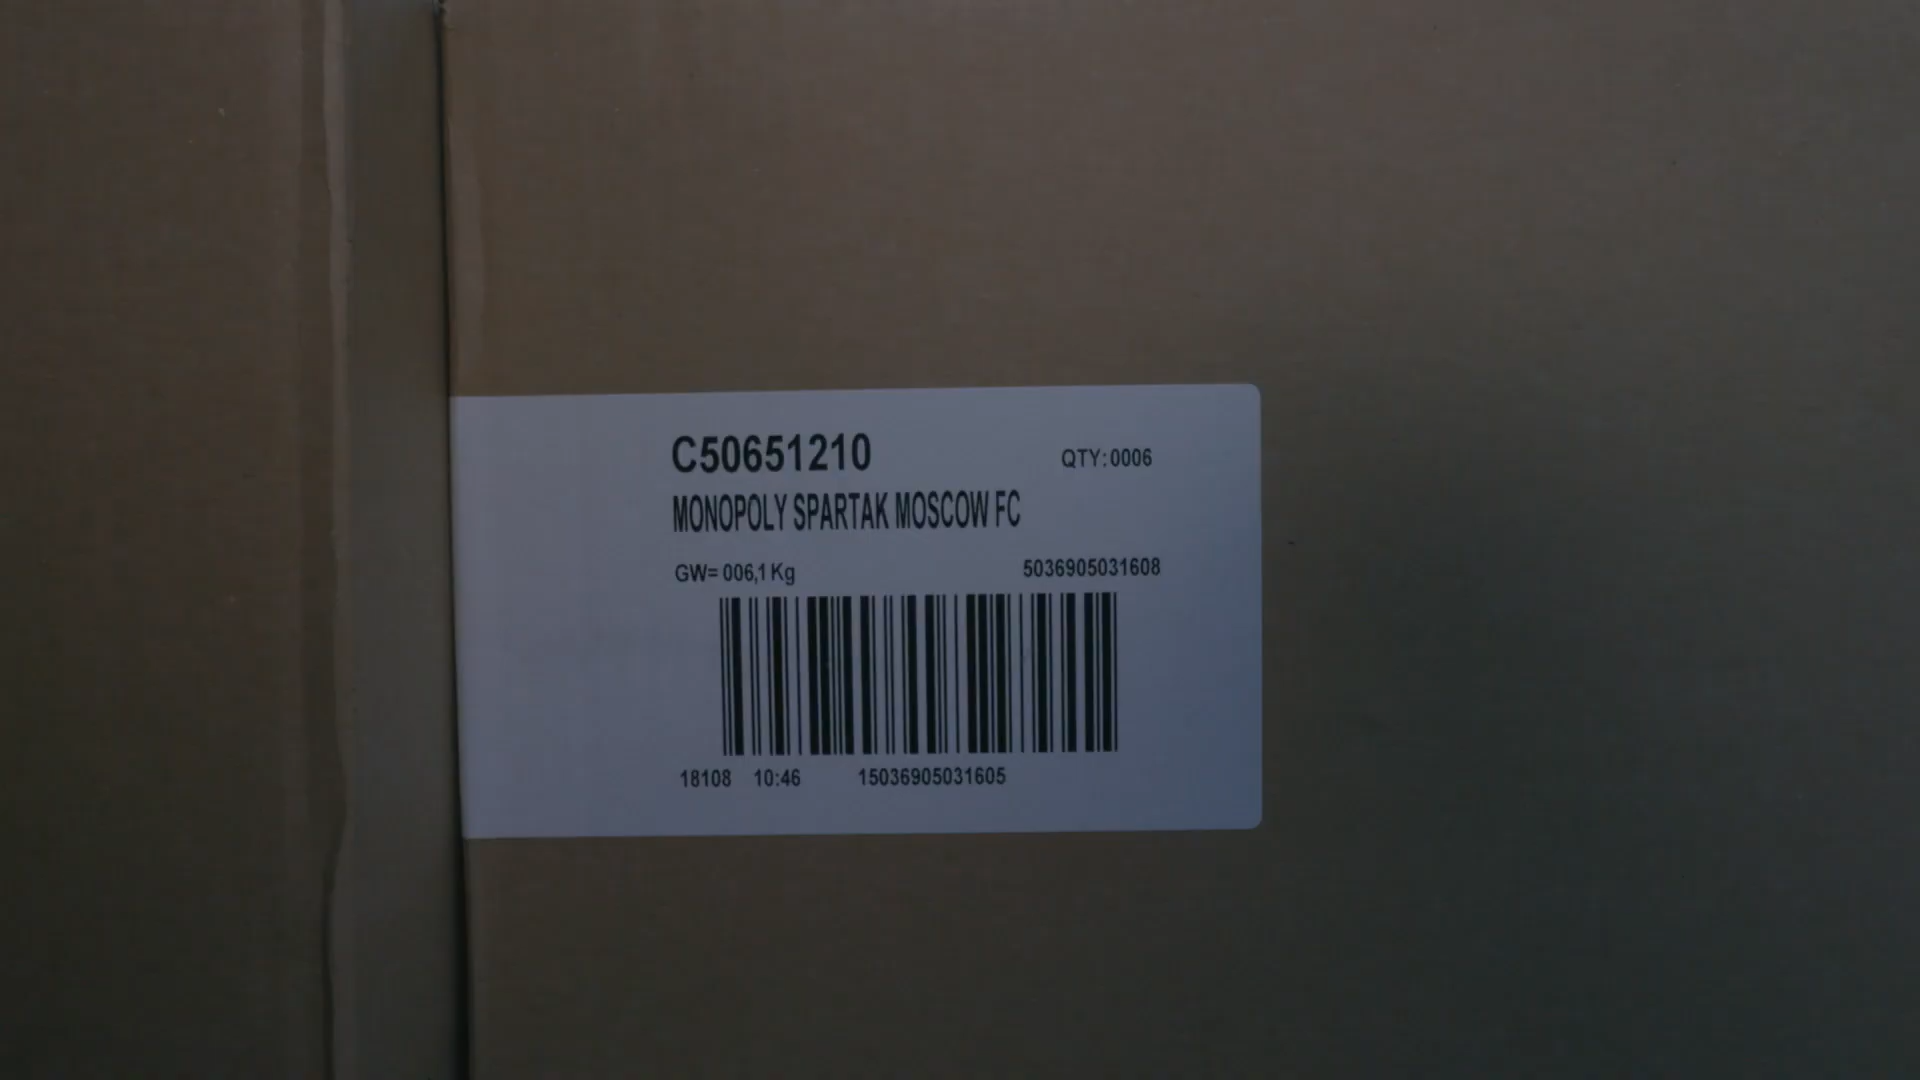 C50651210 QTY:0006
MONOPOLY SPARTAK MOSCOW FC
GW= 006,1 Kg 5036905031608
18108 10:46 15036905031605